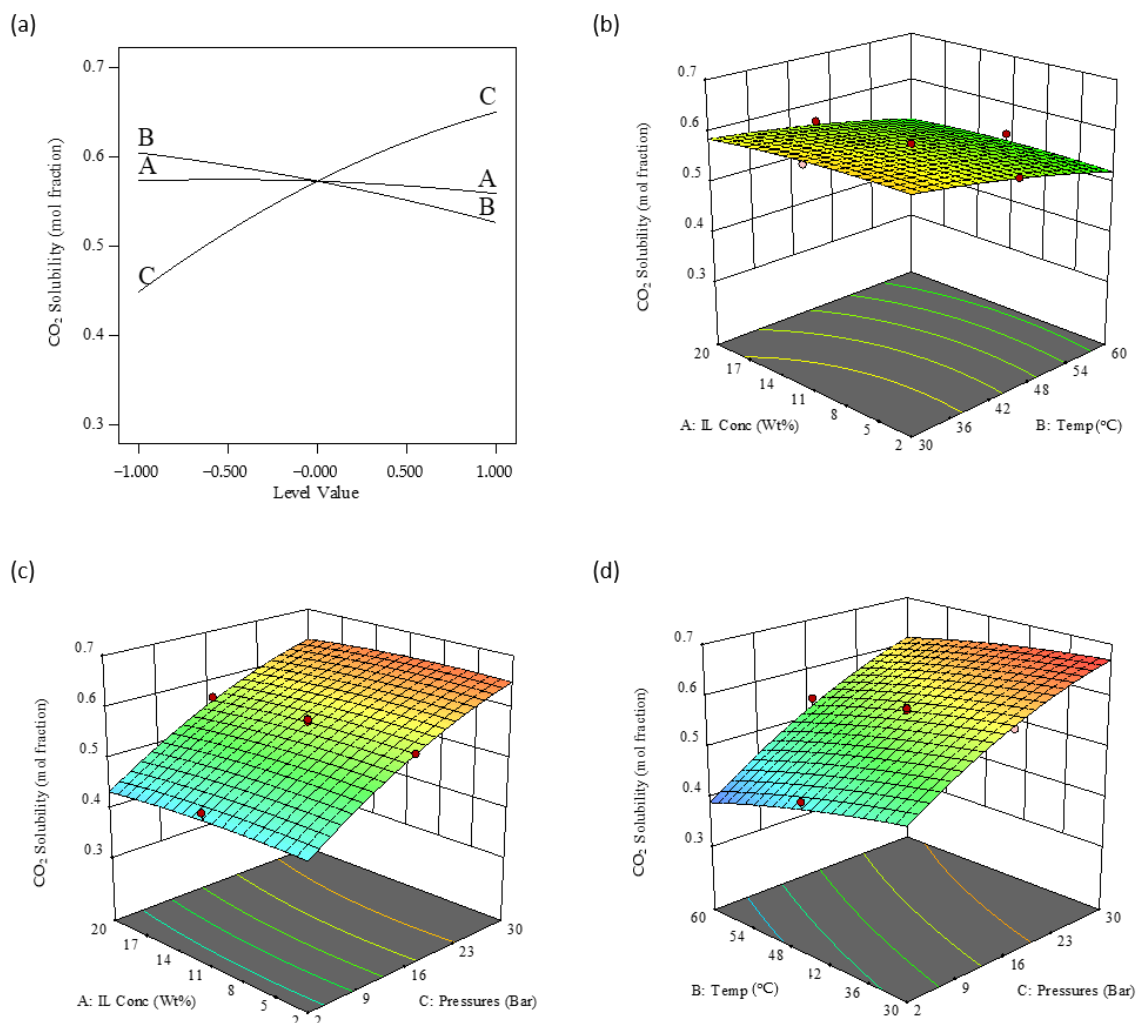 (a)
0.7
0.6
0.5
0.4
0.3
CO₂ Solubility (mol fraction)
B
A
C
C
A
B
−1.000
−0.500
−0.000
0.500
1.000
Level Value
(b)
0.7
0.6
0.5
0.4
0.3
CO₂ Solubility (mol fraction)
20
17
14
11
8
5
2
A: IL Conc (Wt%)
30
36
42
48
54
60
B: Temp (°C)
(c)
0.7
0.6
0.5
0.4
0.3
CO₂ Solubility (mol fraction)
20
17
14
11
8
5
2
A: IL Conc (Wt%)
2
9
16
23
30
C: Pressures (Bar)
(d)
0.7
0.6
0.5
0.4
0.3
CO₂ Solubility (mol fraction)
60
54
48
12
36
30
B: Temp (°C)
2
9
16
23
30
C: Pressures (Bar)